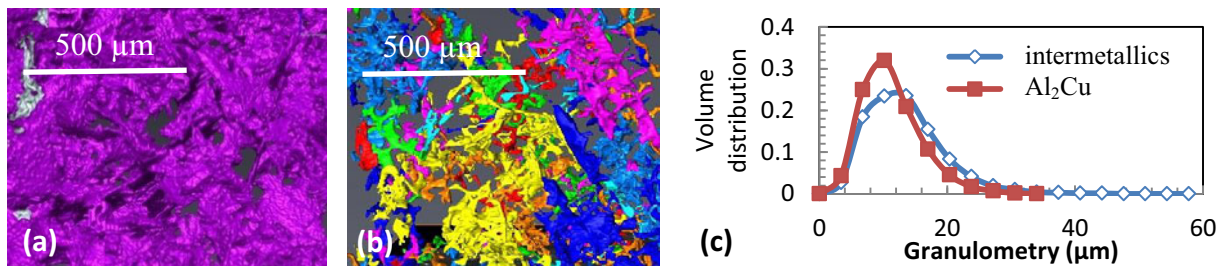 500 µm
(a)
500 µm
(b)
Volume
distribution
0.4
0.3
0.2
0.1
0
intermetallics
Al₂Cu
0
20
40
60
(c)
Granulometry (µm)